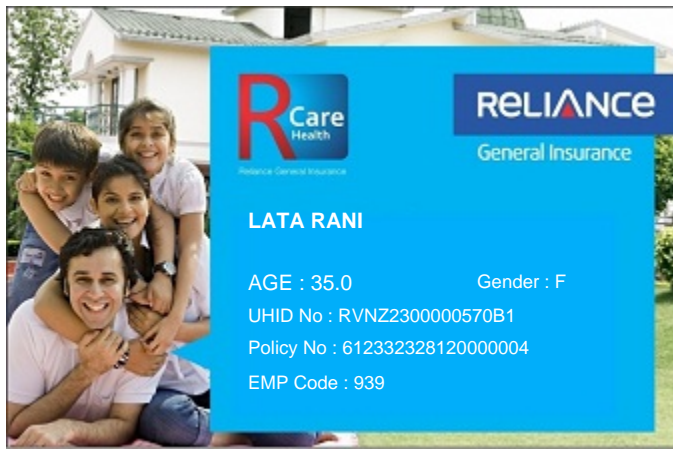 R Care
Health
Reliance General Insurance
RELIANCE
General Insurance
LATA RANI
AGE : 35.0 Gender : F
UHID No : RVNZ2300000570B1
Policy No : 612332328120000004
EMP Code : 939